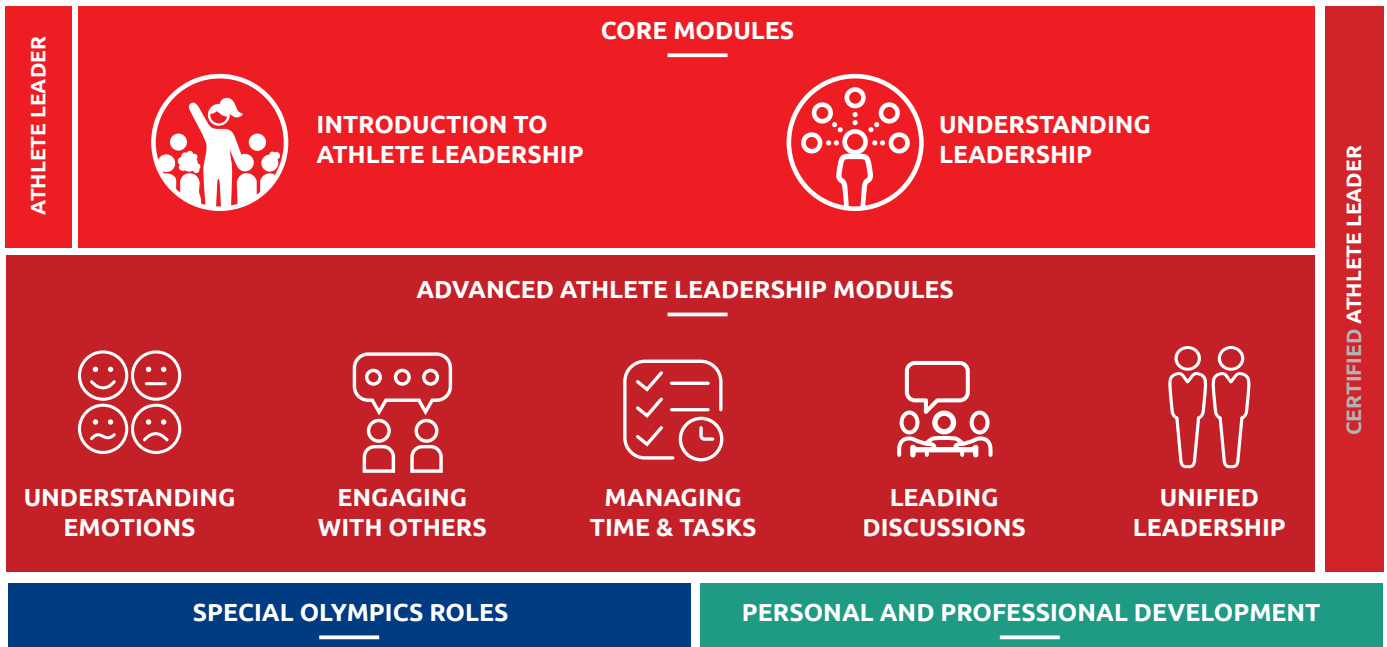 ATHLETE LEADER
CORE MODULES
INTRODUCTION TO
ATHLETE LEADERSHIP
UNDERSTANDING
LEADERSHIP
CERTIFIED ATHLETE LEADER
ADVANCED ATHLETE LEADERSHIP MODULES
UNDERSTANDING
EMOTIONS
ENGAGING
WITH OTHERS
MANAGING
TIME & TASKS
LEADING
DISCUSSIONS
UNIFIED
LEADERSHIP
SPECIAL OLYMPICS ROLES
PERSONAL AND PROFESSIONAL DEVELOPMENT